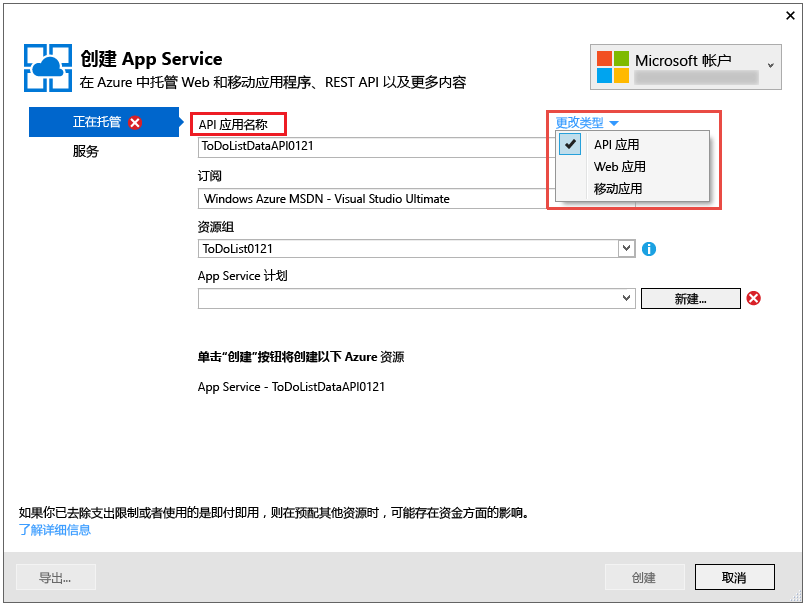 创建 App Service
在 Azure 中托管 Web 和移动应用程序、REST API 以及更多内容
Microsoft 帐户
正在托管
服务
API 应用名称
更改类型
ToDoListDataAPI0121
API 应用
Web 应用
移动应用
订阅
Windows Azure MSDN - Visual Studio Ultimate
资源组
ToDoList0121
App Service 计划
新建...
单击“创建”按钮将创建以下 Azure 资源
App Service - ToDoListDataAPI0121
如果你已去除支出限制或者使用的是即付即用，则在预配其他资源时，可能存在资金方面的影响。
了解详细信息
导出...
创建
取消